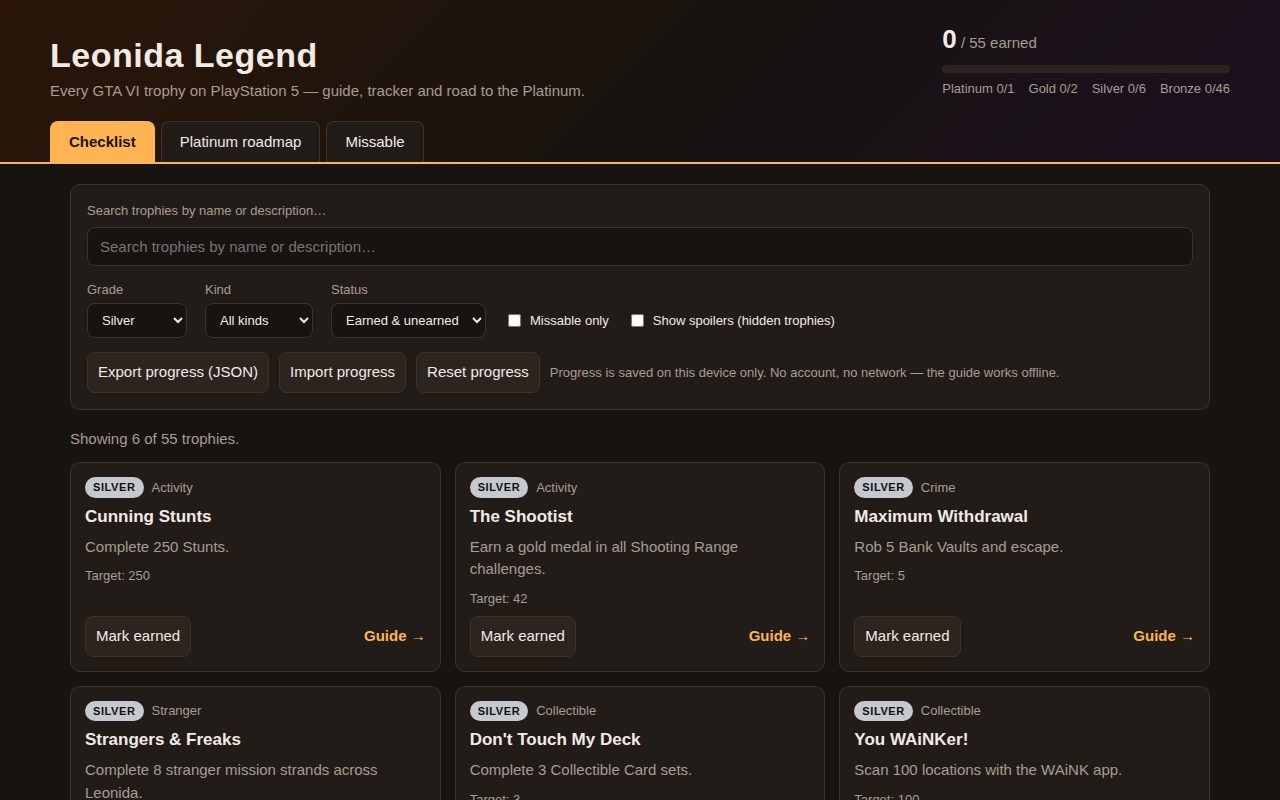 Leonida Legend
Every GTA VI trophy on PlayStation 5 — guide, tracker and road to the Platinum.
0 / 55 earned
Platinum 0/1 Gold 0/2 Silver 0/6 Bronze 0/46
Checklist Platinum roadmap Missable
Search trophies by name or description…
Search trophies by name or description…
Grade Kind Status
Silver All kinds Earned & unearned Missable only Show spoilers (hidden trophies)
Export progress (JSON) Import progress Reset progress Progress is saved on this device only. No account, no network — the guide works offline.
Showing 6 of 55 trophies.
SILVER Activity
Cunning Stunts
Complete 250 Stunts.
Target: 250
Mark earned Guide →
SILVER Activity
The Shootist
Earn a gold medal in all Shooting Range
challenges.
Target: 42
Mark earned Guide →
SILVER Crime
Maximum Withdrawal
Rob 5 Bank Vaults and escape.
Target: 5
Mark earned Guide →
SILVER Stranger
Strangers & Freaks
Complete 8 stranger mission strands across
Leonida.
SILVER Collectible
Don't Touch My Deck
Complete 3 Collectible Card sets.
Target: 3
SILVER Collectible
You WAiNKer!
Scan 100 locations with the WAiNK app.
Target: 100